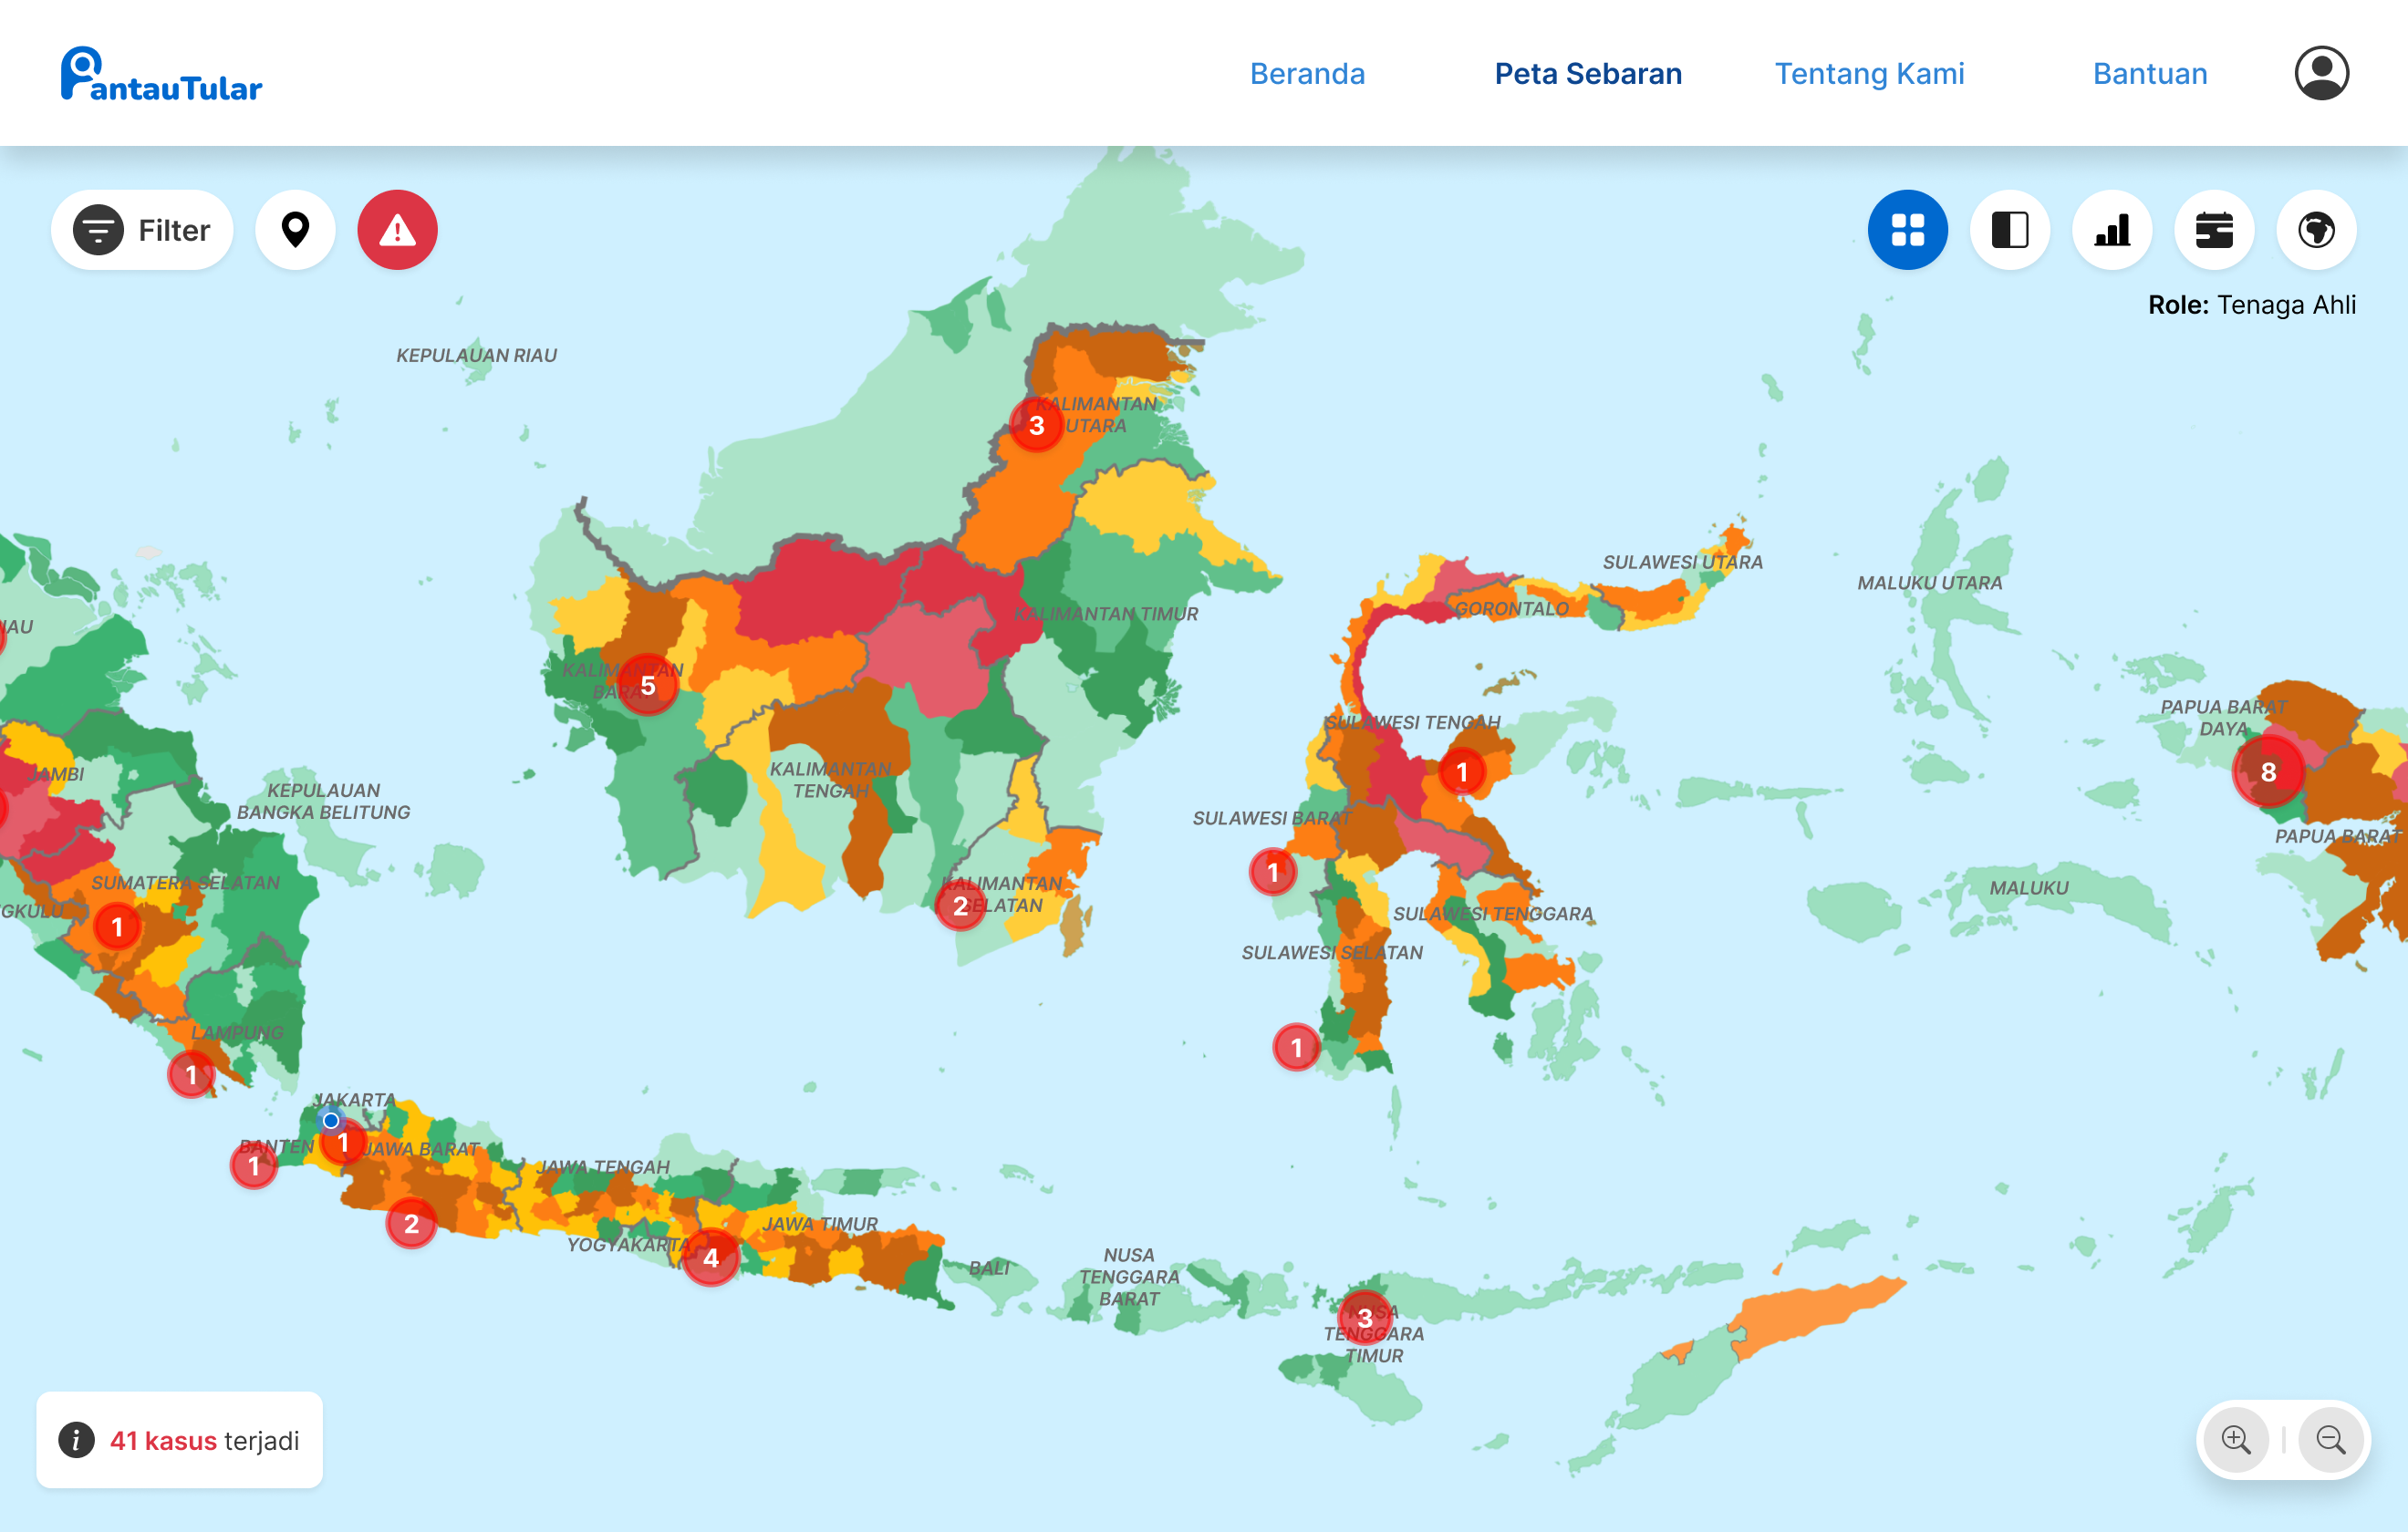 PantauTular
Beranda
Peta Sebaran
Tentang Kami
Bantuan
Filter
Role: Tenaga Ahli
KEPULAUAN RIAU
3
KALIMANTAN
UTARA
SULAWESI UTARA
MALUKU UTARA
GORONTALO
KALIMANTAN TIMUR
IAU
KALIMANTAN
BARAT
5
SULAWESI TENGAH
PAPUA BARAT
DAYA
8
1
JAMBI
KALIMANTAN
TENGAH
KEPULAUAN
BANGKA BELITUNG
SULAWESI BARAT
PAPUA BARAT
1
SUMATERA SELATAN
KALIMANTAN
SELATAN
2
MALUKU
GKULU
1
SULAWESI TENGGARA
SULAWESI SELATAN
LAMPUNG
1
1
JAKARTA
BANTEN
1
1
JAWA BARAT
JAWA TENGAH
2
JAWA TIMUR
YOGYAKARTA
4
BALI
NUSA
TENGGARA
BARAT
NUSA
TENGGARA
TIMUR
3
i
41 kasus terjadi